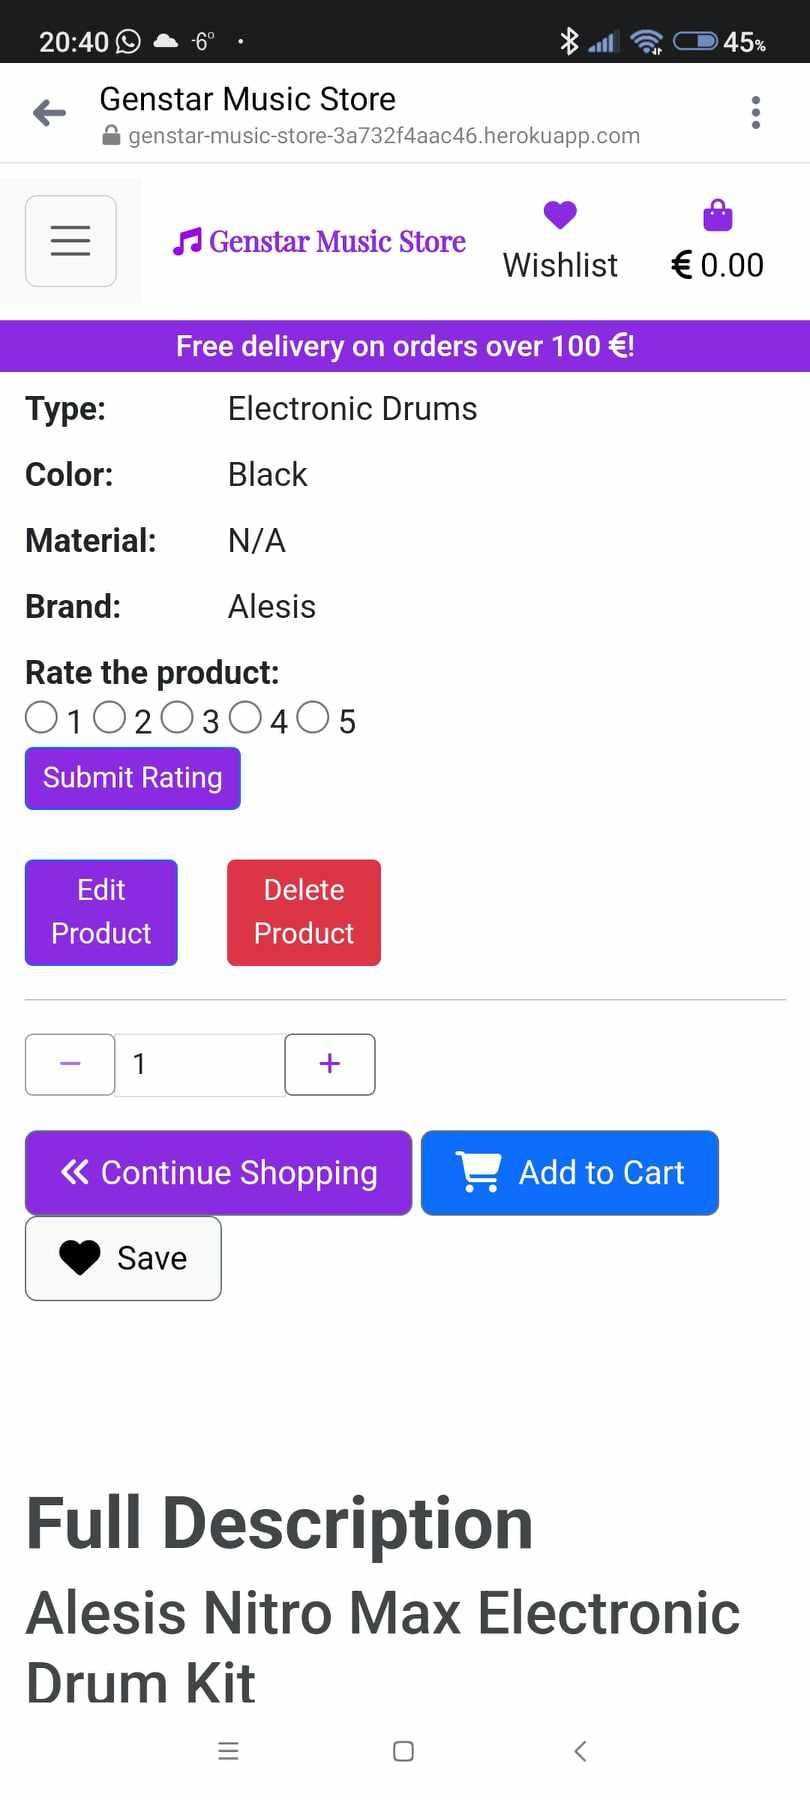 20:40 -6° 45%
Genstar Music Store
genstar-music-store-3a732f4aac46.herokuapp.com
Genstar Music Store
Wishlist
€ 0.00
Free delivery on orders over 100 €!
Type: Electronic Drums
Color: Black
Material: N/A
Brand: Alesis
Rate the product:
1 2 3 4 5
Submit Rating
Edit
Product
Delete
Product
− 1 +
Continue Shopping
Add to Cart
Save
Full Description
Alesis Nitro Max Electronic
Drum Kit